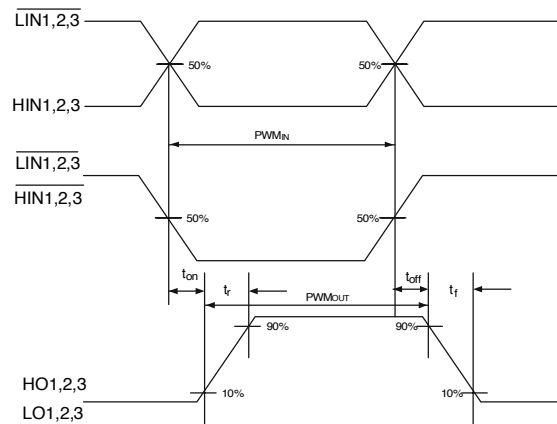 LIN1,2,3
50%
50%
HIN1,2,3
PWMIN
LIN1,2,3
HIN1,2,3
50%
50%
ton
tr
toff
tf
PWMOUT
90%
90%
HO1,2,3
10%
10%
LO1,2,3